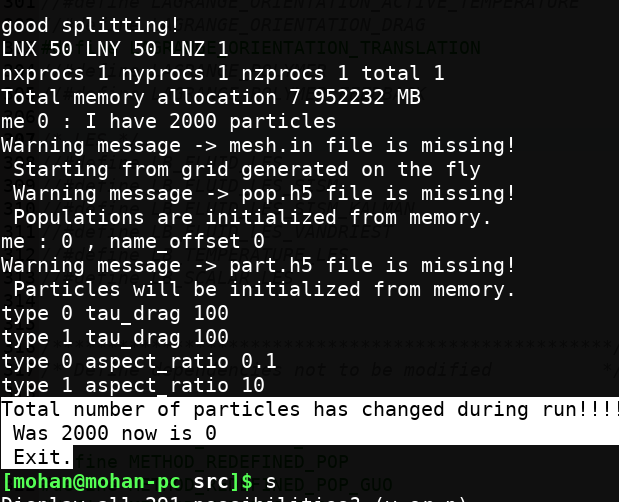 good splitting!
LNX 50 LNY 50 LNZ 1
nxprocs 1 nyprocs 1 nzprocs 1 total 1
Total memory allocation 7.952232 MB
me 0 : I have 2000 particles
Warning message -> mesh.in file is missing!
Starting from grid generated on the fly
Warning message -> pop.h5 file is missing!
Populations are initialized from memory.
me : 0 , name_offset 0
Warning message -> part.h5 file is missing!
Particles will be initialized from memory.
type 0 tau_drag 100
type 1 tau_drag 100
type 0 aspect_ratio 0.1
type 1 aspect_ratio 10
Total number of particles has changed during run!!!!
Was 2000 now is 0
Exit.
[mohan@mohan-pc src]$ s